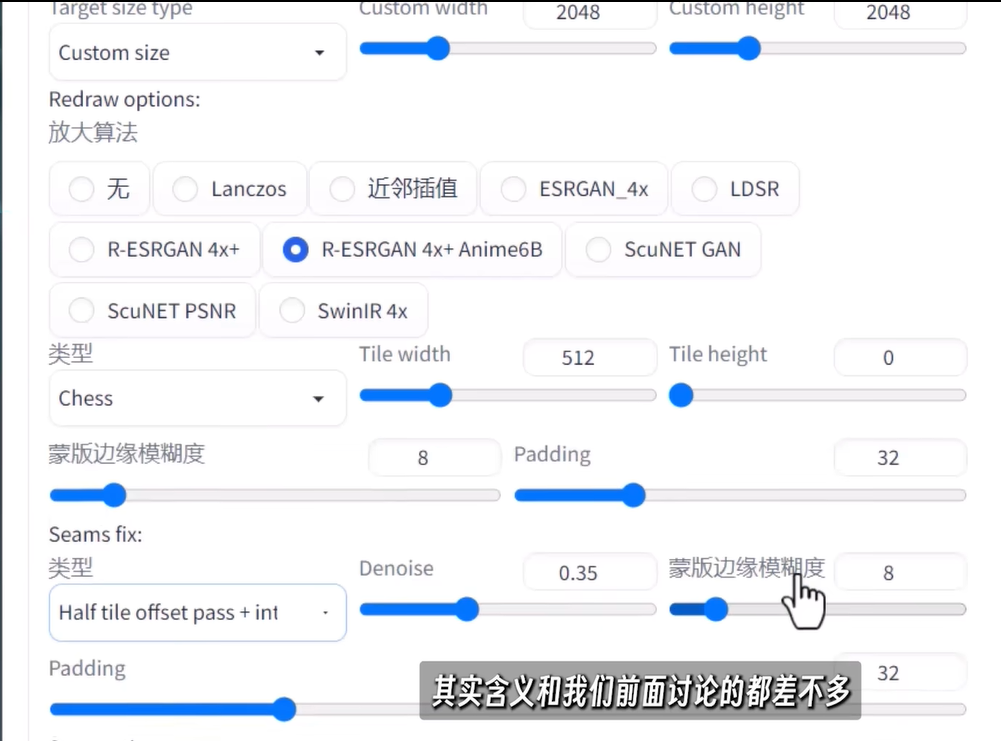 Target size type
Custom width 2048
Custom height 2048
Custom size
Redraw options:
放大算法
无 Lanczos 近邻插值 ESRGAN_4x LDSR
R-ESRGAN 4x+ R-ESRGAN 4x+ Anime6B ScuNET GAN
ScuNET PSNR SwinIR 4x
类型
Tile width 512
Tile height 0
Chess
蒙版边缘模糊度 8
Padding 32
Seams fix:
类型
Denoise 0.35
蒙版边缘模糊度 8
Half tile offset pass + int
Padding 32
其实含义和我们前面讨论的都差不多